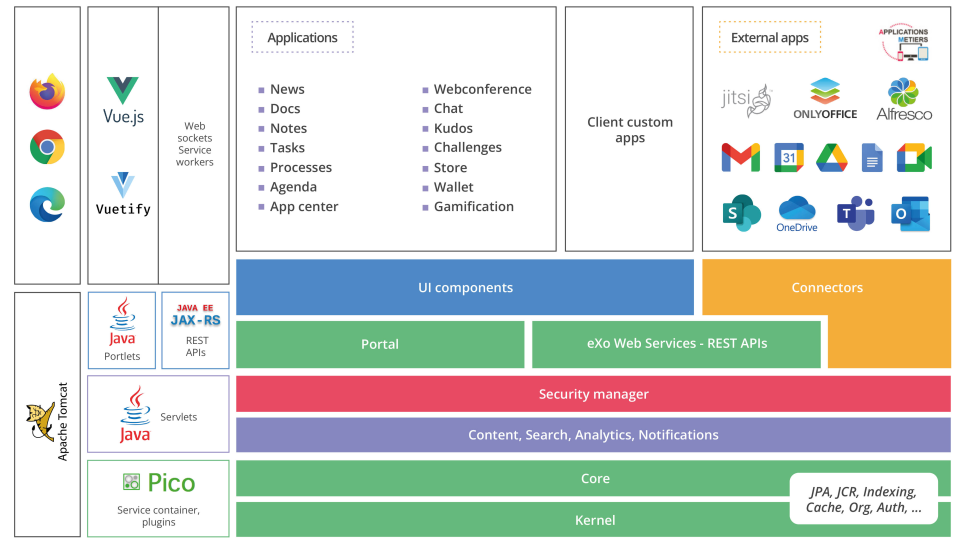 Vue.js
Vuetify
Web
sockets
Service
workers
Applications
News
Docs
Notes
Tasks
Processes
Agenda
App center
Webconference
Chat
Kudos
Challenges
Store
Wallet
Gamification
Client custom
apps
External apps
APPLICATIONS
METIERS
jitsi
ONLYOFFICE
Alfresco
31
S
OneDrive
T
O
UI components
Connectors
Java
Portlets
JAVA EE
JAX-RS
REST
APIs
Portal
eXo Web Services - REST APIs
Apache Tomcat
Java
Servlets
Security manager
Content, Search, Analytics, Notifications
Pico
Service container,
plugins
Core
JPA, JCR, Indexing,
Cache, Org, Auth, ...
Kernel